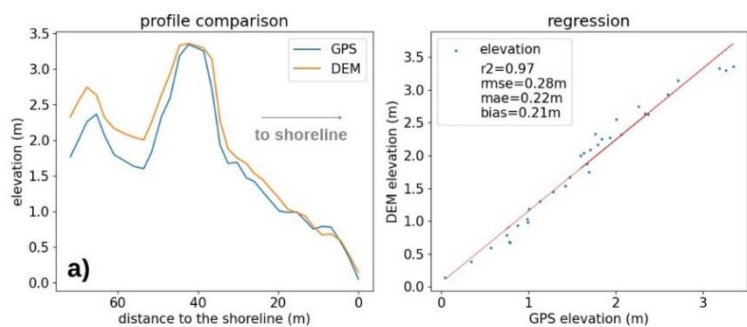 profile comparison
3.5
3.0
2.5
2.0
1.5
1.0
0.5
0.0
elevation (m)
GPS
DEM
to shoreline
a)
60
40
20
0
distance to the shoreline (m)
regression
3.5
3.0
2.5
2.0
1.5
1.0
0.5
0.0
DEM elevation (m)
elevation
r2=0.97
rmse=0.28m
mae=0.22m
bias=0.21m
0
1
2
3
GPS elevation (m)